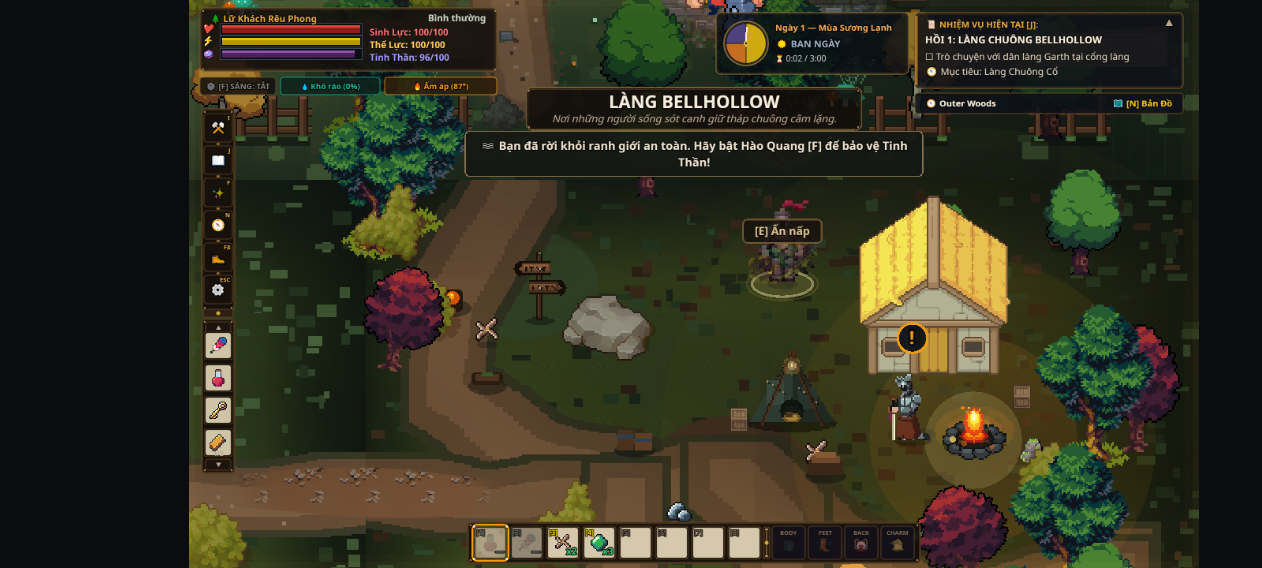 Lữ Khách Rêu Phong
Bình thường
Sinh Lực: 100/100
Thể Lực: 100/100
Tinh Thần: 96/100
[F] SÁNG: TẮT
Khô ráo (0%)
Ấm áp (87°)
Ngày 1 — Mùa Sương Lạnh
BAN NGÀY
0:02 / 3:00
NHIỆM VỤ HIỆN TẠI [J]:
HỒI 1: LÀNG CHUÔNG BELLHOLLOW
Trò chuyện với dân làng Garth tại cổng làng
Mục tiêu: Làng Chuông Cổ
Outer Woods
[N] Bản Đồ
LÀNG BELLHOLLOW
Nơi những người sống sót canh giữ tháp chuông câm lặng.
Bạn đã rời khỏi ranh giới an toàn. Hãy bật Hào Quang [F] để bảo vệ Tinh
Thần!
I
J
F
N
F8
ESC
[E] Ẩn nấp
!
x2
x3
BODY
FEET
BACK
CHARM